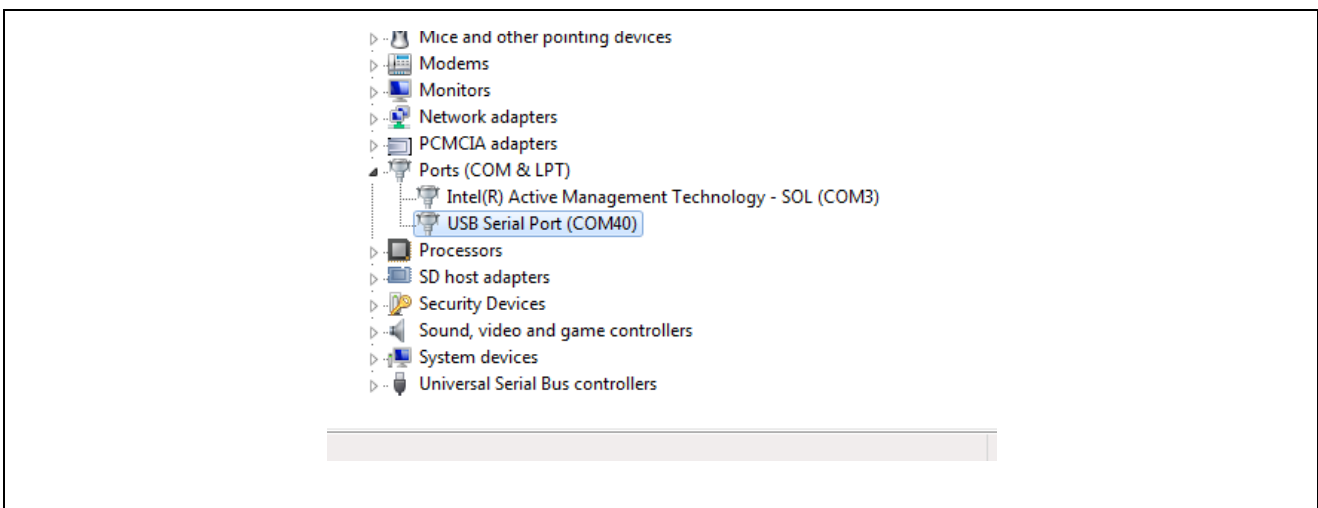 Mice and other pointing devices
Modems
Monitors
Network adapters
PCMCIA adapters
Ports (COM & LPT)
Intel(R) Active Management Technology - SOL (COM3)
USB Serial Port (COM40)
Processors
SD host adapters
Security Devices
Sound, video and game controllers
System devices
Universal Serial Bus controllers